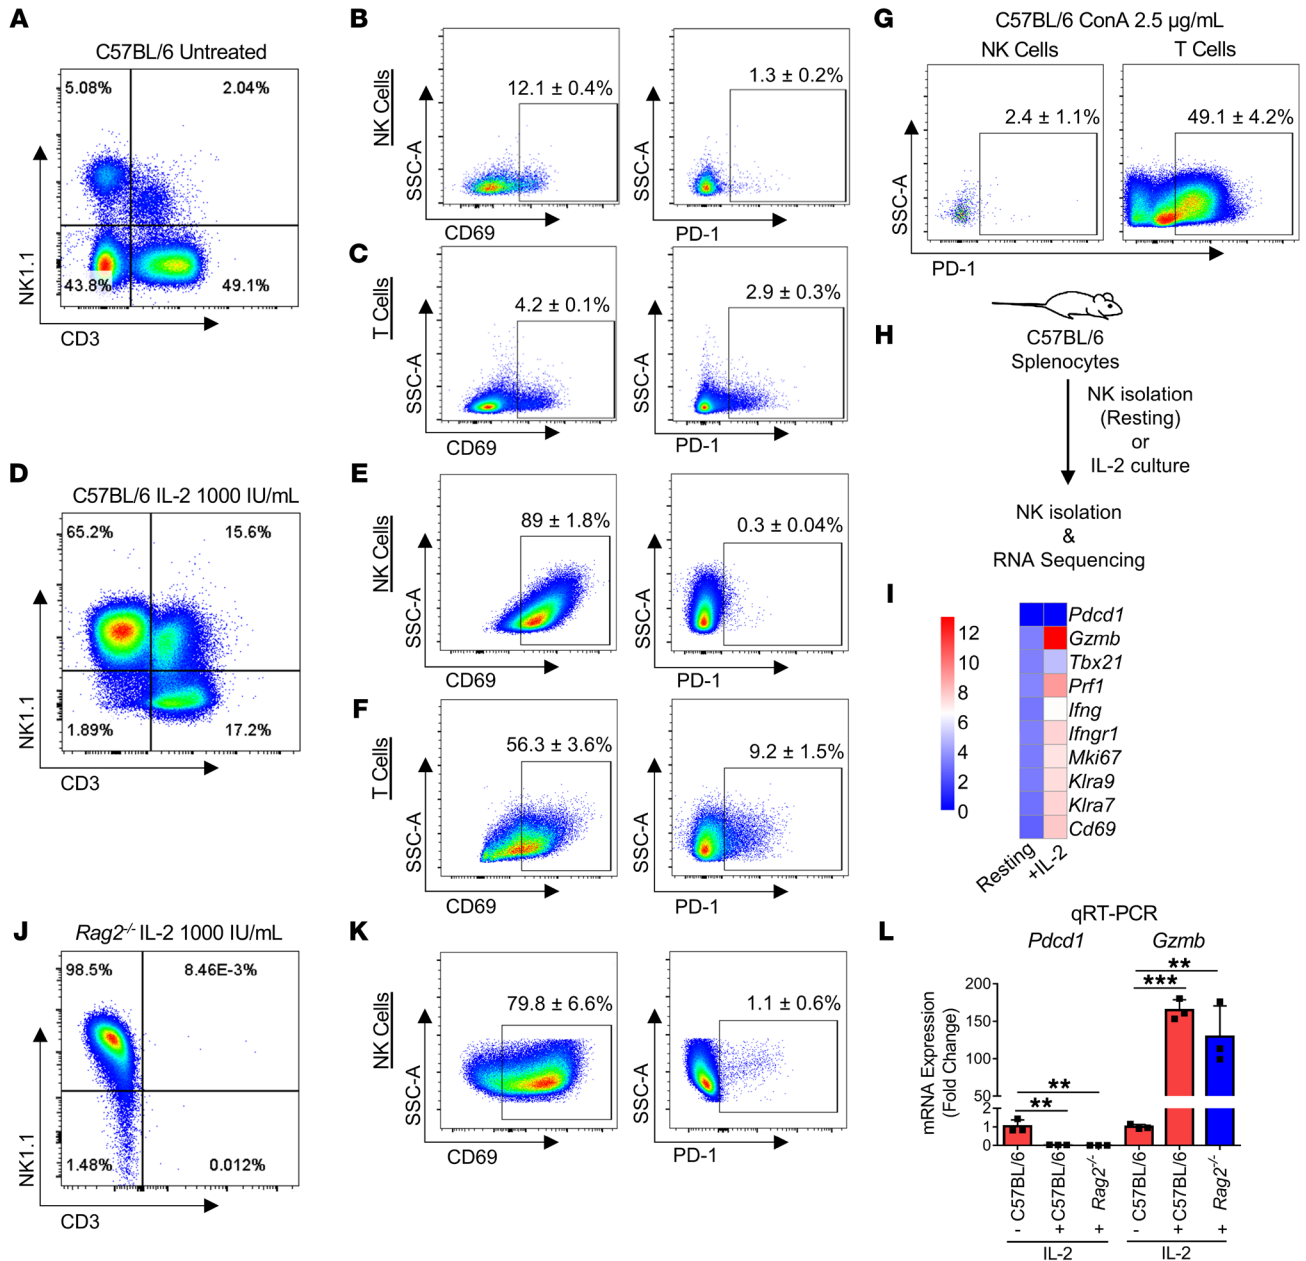 A
C57BL/6 Untreated
5.08%
2.04%
43.8%
49.1%
NK1.1
CD3
B
NK Cells
12.1 ± 0.4%
SSC-A
CD69
1.3 ± 0.2%
SSC-A
PD-1
C
T Cells
4.2 ± 0.1%
SSC-A
CD69
2.9 ± 0.3%
SSC-A
PD-1
D
C57BL/6 IL-2 1000 IU/mL
65.2%
15.6%
1.89%
17.2%
NK1.1
CD3
E
NK Cells
89 ± 1.8%
SSC-A
CD69
0.3 ± 0.04%
SSC-A
PD-1
F
T Cells
56.3 ± 3.6%
SSC-A
CD69
9.2 ± 1.5%
SSC-A
PD-1
G
C57BL/6 ConA 2.5 µg/mL
NK Cells
T Cells
2.4 ± 1.1%
49.1 ± 4.2%
SSC-A
PD-1
H
C57BL/6
Splenocytes
NK isolation
(Resting)
or
IL-2 culture
NK isolation
&
RNA Sequencing
I
12
10
8
6
4
2
0
Pdcd1
Gzmb
Tbx21
Prf1
Ifng
Ifngr1
Mki67
Klra9
Klra7
Cd69
Resting
+IL-2
J
Rag2-/- IL-2 1000 IU/mL
98.5%
8.46E-3%
1.48%
0.012%
NK1.1
CD3
K
NK Cells
79.8 ± 6.6%
SSC-A
CD69
1.1 ± 0.6%
SSC-A
PD-1
L
qRT-PCR
Pdcd1
Gzmb
mRNA Expression
(Fold Change)
200
150
100
50
2
1
0
**
**
**
***
- C57BL/6
+ C57BL/6
+ Rag2-/-
IL-2
- C57BL/6
+ C57BL/6
+ Rag2-/-
IL-2